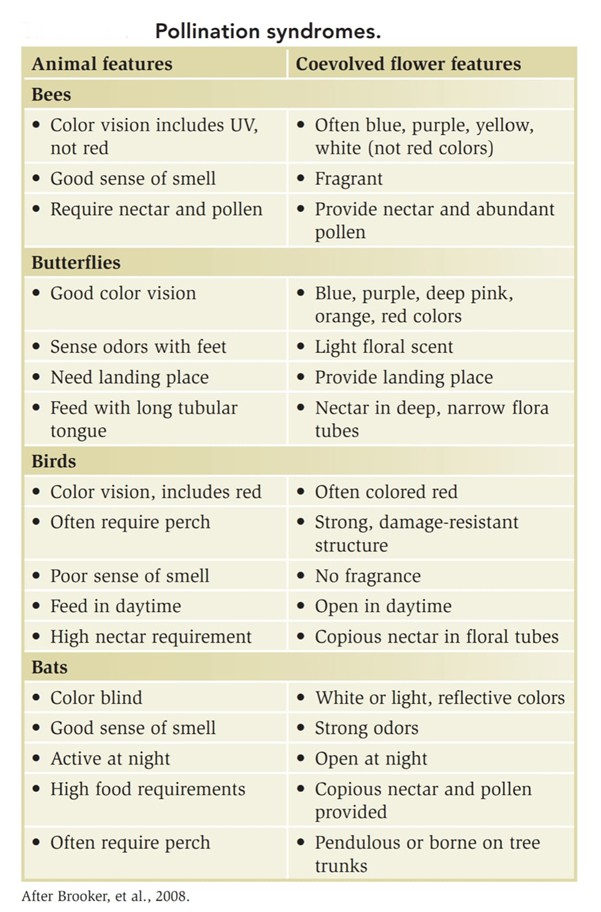 Pollination syndromes.
Animal features Coevolved flower features
Bees
• Color vision includes UV, • Often blue, purple, yellow,
not red white (not red colors)
• Good sense of smell • Fragrant
• Require nectar and pollen • Provide nectar and abundant
pollen
Butterflies
• Good color vision • Blue, purple, deep pink,
orange, red colors
• Sense odors with feet • Light floral scent
• Need landing place • Provide landing place
• Feed with long tubular • Nectar in deep, narrow flora
tongue tubes
Birds
• Color vision, includes red • Often colored red
• Often require perch • Strong, damage-resistant
structure
• Poor sense of smell • No fragrance
• Feed in daytime • Open in daytime
• High nectar requirement • Copious nectar in floral tubes
Bats
• Color blind • White or light, reflective colors
• Good sense of smell • Strong odors
• Active at night • Open at night
• High food requirements • Copious nectar and pollen
provided
• Often require perch • Pendulous or borne on tree
trunks
After Brooker, et al., 2008.